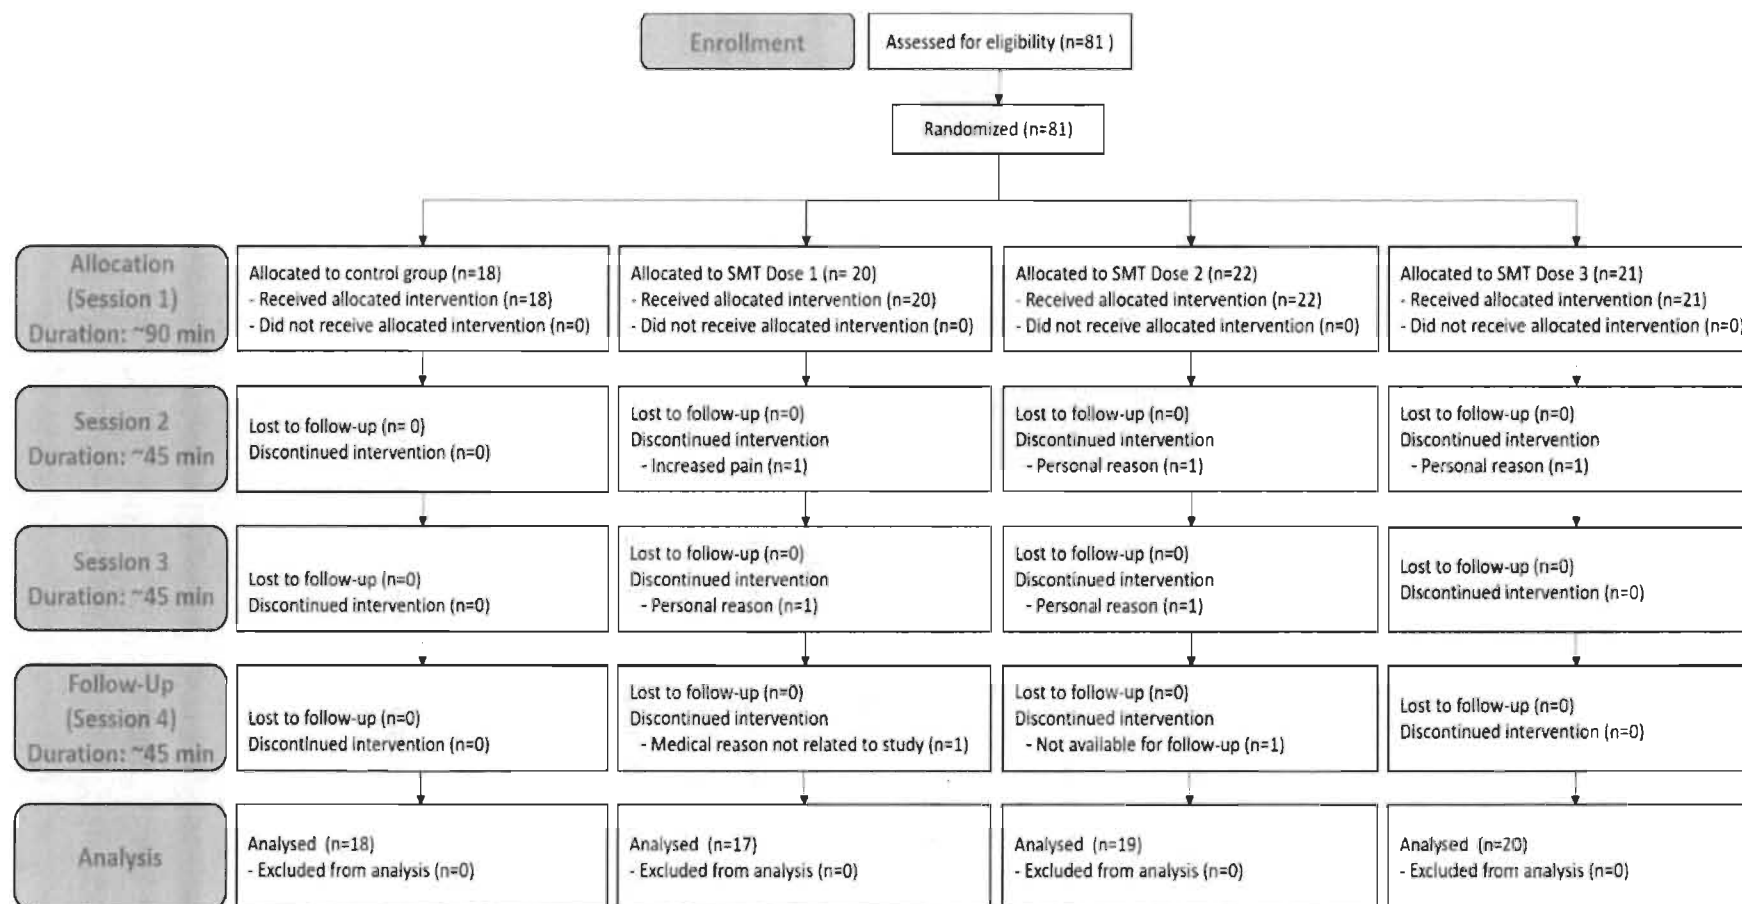 Enrollment
Assessed for eligibility (n=81 )
Randomized (n=81)
Allocation
(Session 1)
Duration: ~90 min
Allocated to control group (n=18)
- Received allocated intervention (n=18)
- Did not receive allocated intervention (n=0)
Allocated to SMT Dose 1 (n= 20)
- Received allocated intervention (n=20)
- Did not receive allocated intervention (n=0)
Allocated to SMT Dose 2 (n=22)
- Received allocated intervention (n=22)
- Did not receive allocated intervention (n=0)
Allocated to SMT Dose 3 (n=21)
- Received allocated intervention (n=21)
- Did not receive allocated intervention (n=0)
Session 2
Duration: ~45 min
Lost to follow-up (n= 0)
Discontinued intervention (n=0)
Lost to follow-up (n=0)
Discontinued intervention
- Increased pain (n=1)
Lost to follow-up (n=0)
Discontinued intervention
- Personal reason (n=1)
Lost to follow-up (n=0)
Discontinued intervention
- Personal reason (n=1)
Session 3
Duration: ~45 min
Lost to follow-up (n=0)
Discontinued intervention (n=0)
Lost to follow-up (n=0)
Discontinued intervention
- Personal reason (n=1)
Lost to follow-up (n=0)
Discontinued intervention
- Personal reason (n=1)
Lost to follow-up (n=0)
Discontinued intervention (n=0)
Follow-Up
(Session 4)
Duration: ~45 min
Lost to follow-up (n=0)
Discontinued intervention (n=0)
Lost to follow-up (n=0)
Discontinued intervention
- Medical reason not related to study (n=1)
Lost to follow-up (n=0)
Discontinued intervention
- Not available for follow-up (n=1)
Lost to follow-up (n=0)
Discontinued intervention (n=0)
Analysis
Analysed (n=18)
- Excluded from analysis (n=0)
Analysed (n=17)
- Excluded from analysis (n=0)
Analysed (n=19)
- Excluded from analysis (n=0)
Analysed (n=20)
- Excluded from analysis (n=0)